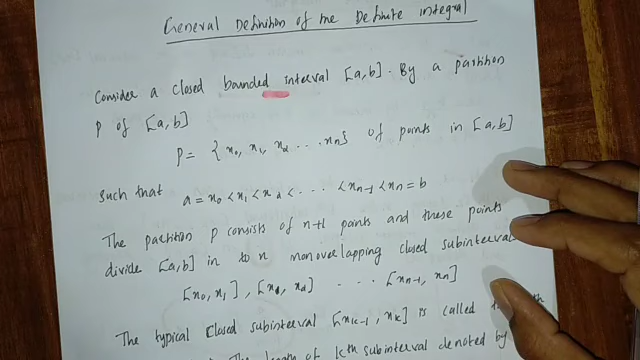 General Definition of the Definite integral
Consider a closed bounded interval [a,b]. By a partition
P of [a,b]
P = { x₀, x₁, x₂ ... xₙ} of points in [a,b]
such that a = x₀ < x₁ < x₂ < ... < xₙ₋₁ < xₙ = b
The partition P consists of n+1 points and these points
divide [a,b] in to n nonoverlapping closed subinterval
[x₀, x₁], [x₁, x₂] ... [xₙ₋₁, xₙ]
The typical closed subinterval [xₖ₋₁, xₖ] is called
The length of kth subinterval denoted by